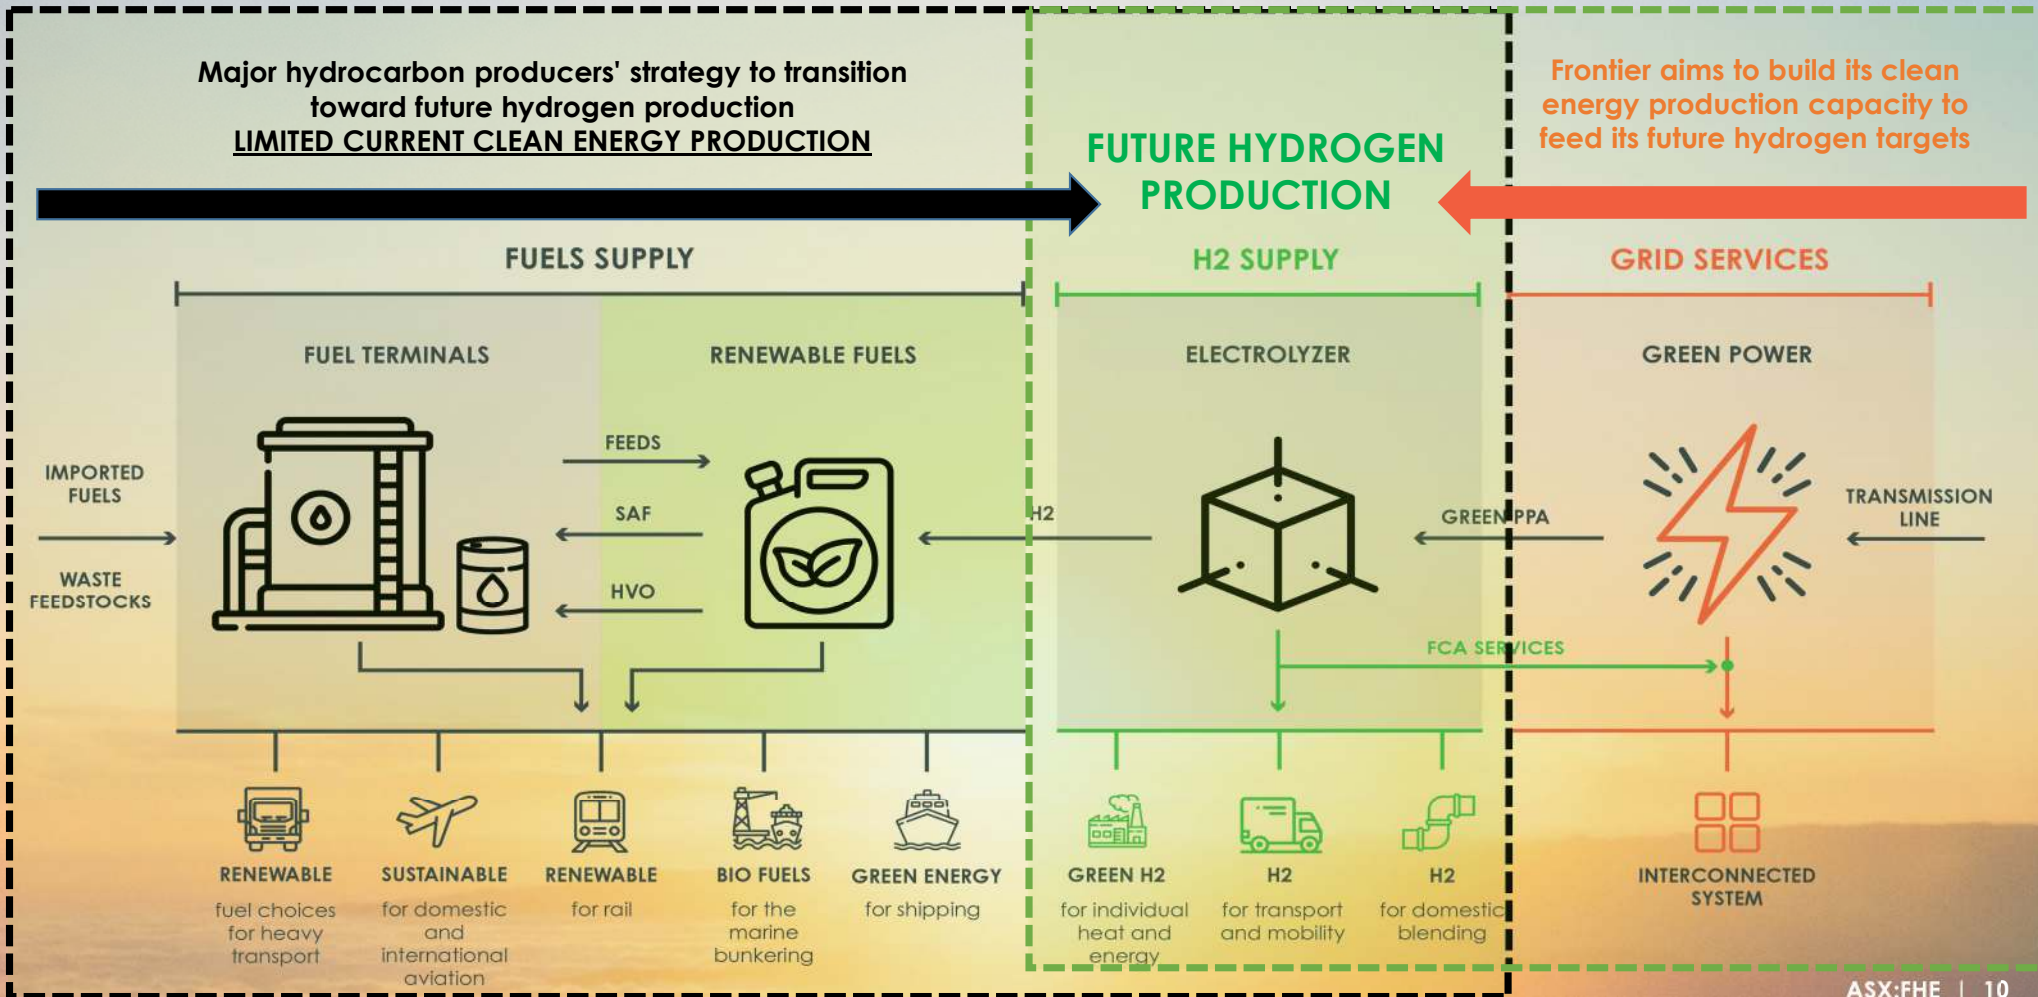 Major hydrocarbon producers' strategy to transition
toward future hydrogen production
LIMITED CURRENT CLEAN ENERGY PRODUCTION
FUTURE HYDROGEN
PRODUCTION
Frontier aims to build its clean
energy production capacity to
feed its future hydrogen targets
FUELS SUPPLY
H2 SUPPLY
GRID SERVICES
FUEL TERMINALS
RENEWABLE FUELS
ELECTROLYZER
GREEN POWER
IMPORTED
FUELS
WASTE
FEEDSTOCKS
FEEDS
SAF
HVO
H2
GREEN PPA
TRANSMISSION
LINE
FCA SERVICES
RENEWABLE
fuel choices
for heavy
transport
SUSTAINABLE
for domestic
and
international
aviation
RENEWABLE
for rail
BIO FUELS
for the
marine
bunkering
GREEN ENERGY
for shipping
GREEN H2
for individual
heat and
energy
H2
for transport
and mobility
H2
for domestic
blending
INTERCONNECTED
SYSTEM
ASX:FHE | 10